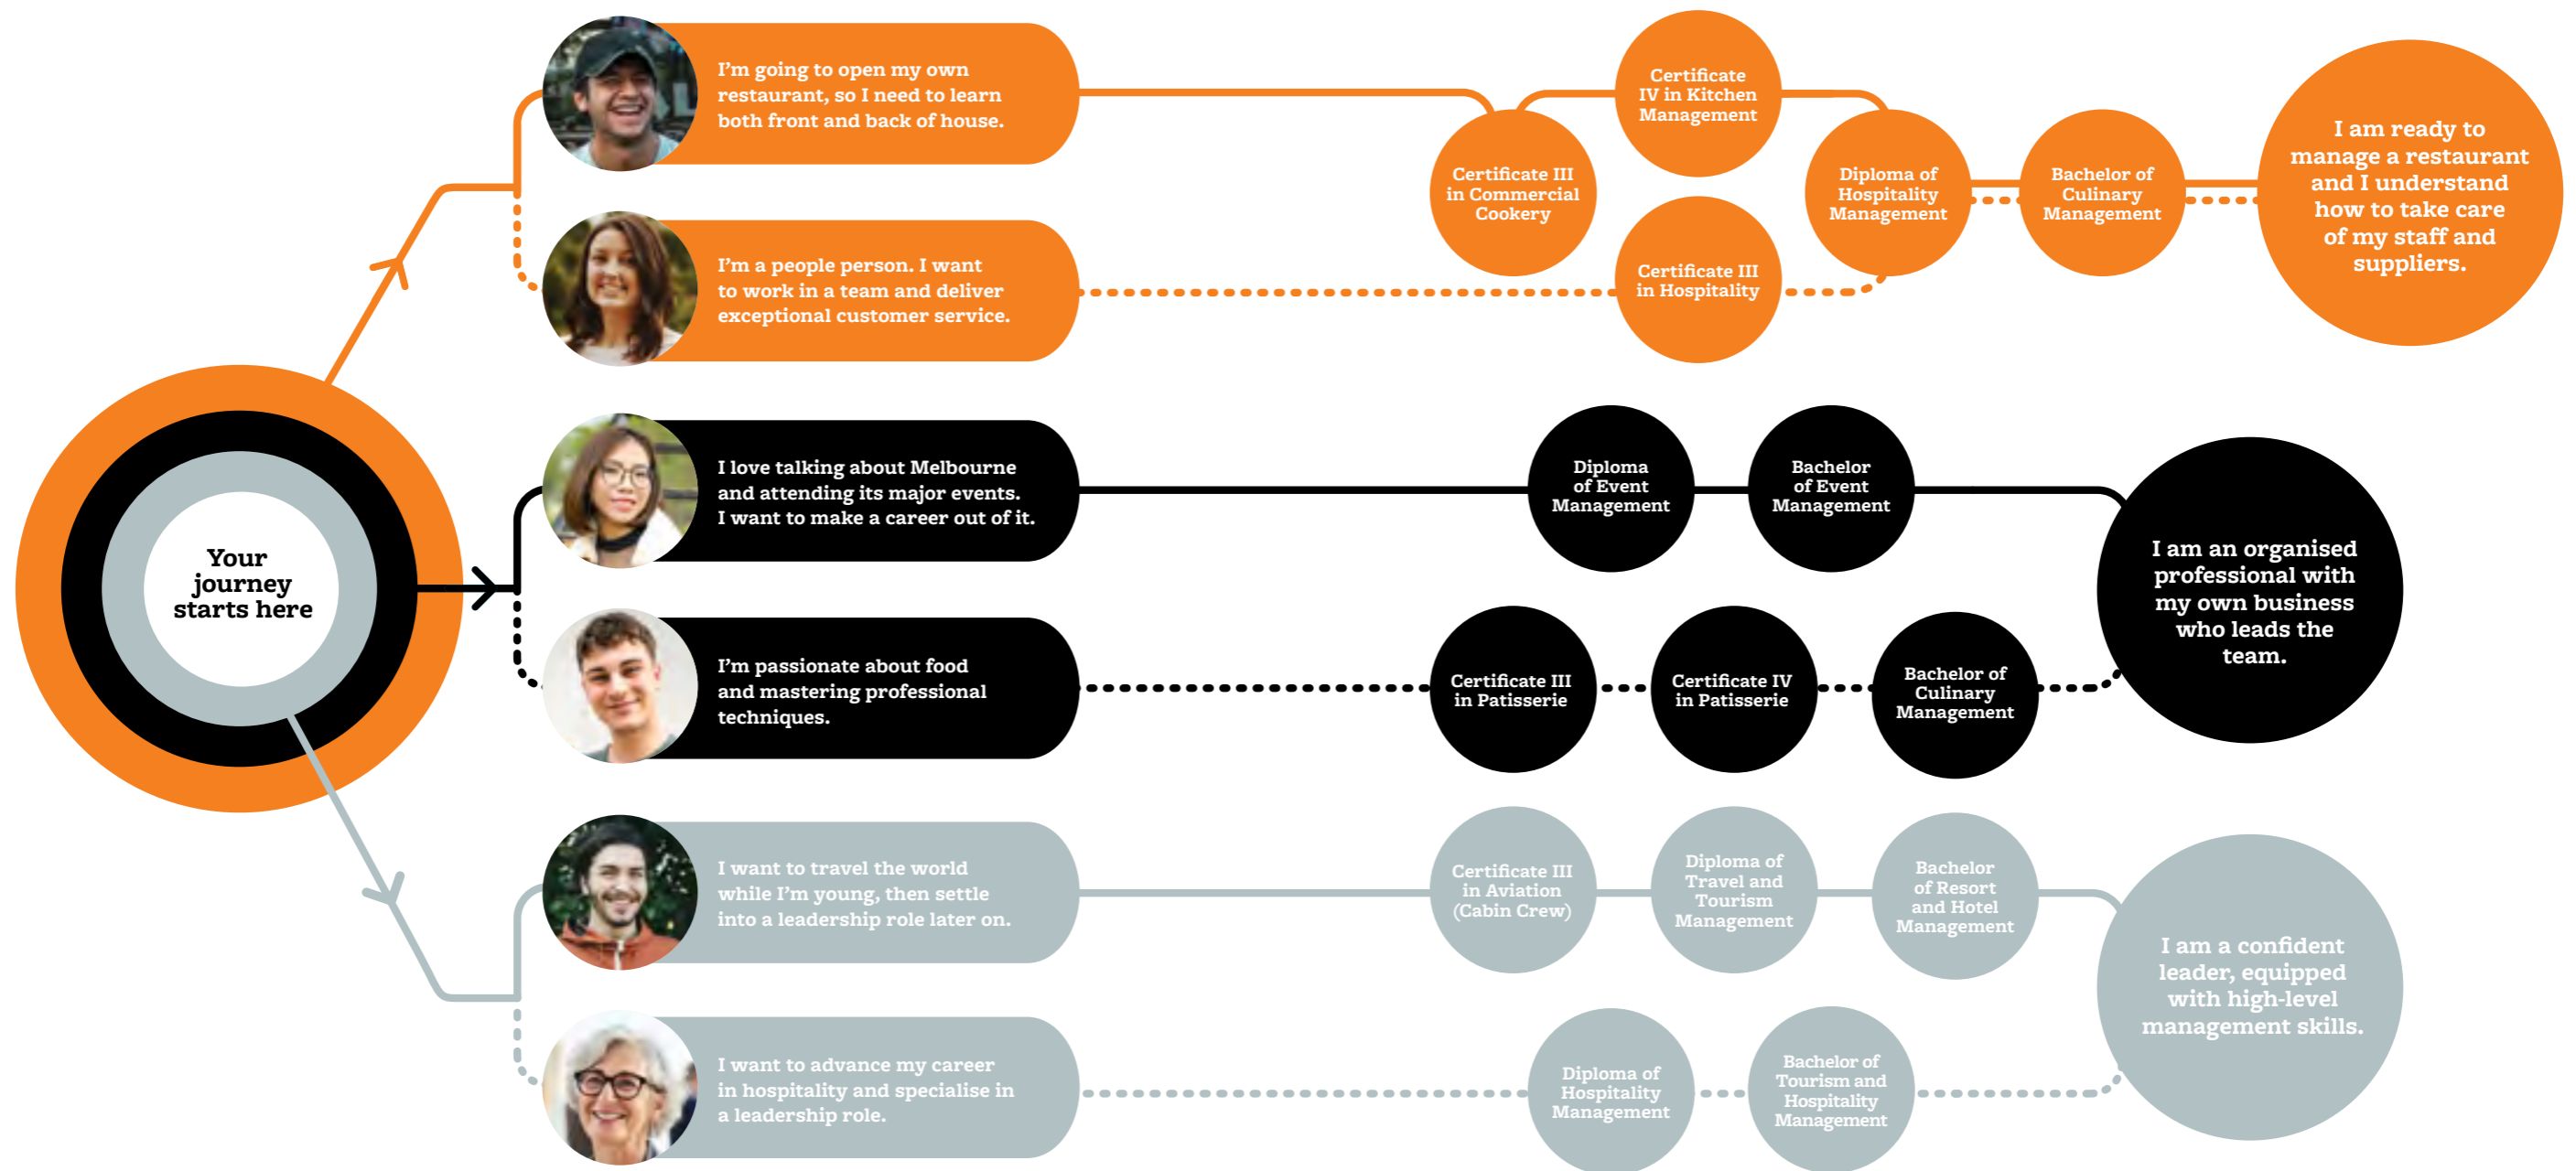 Your
journey
starts here
I'm going to open my own
restaurant, so I need to learn
both front and back of house.
Certificate III
in Commercial
Cookery
Certificate
IV in Kitchen
Management
Diploma of
Hospitality
Management
Bachelor of
Culinary
Management
I am ready to
manage a restaurant
and I understand
how to take care
of my staff and
suppliers.
I'm a people person. I want
to work in a team and deliver
exceptional customer service.
Certificate III
in Hospitality
I love talking about Melbourne
and attending its major events.
I want to make a career out of it.
Diploma
of Event
Management
Bachelor
of Event
Management
I am an organised
professional with
my own business
who leads the
team.
I'm passionate about food
and mastering professional
techniques.
Certificate III
in Patisserie
Certificate IV
in Patisserie
Bachelor of
Culinary
Management
I want to travel the world
while I'm young, then settle
into a leadership role later on.
Certificate III
in Aviation
(Cabin Crew)
Diploma of
Travel and
Tourism
Management
Bachelor
of Resort
and Hotel
Management
I am a confident
leader, equipped
with high-level
management skills.
I want to advance my career
in hospitality and specialise in
a leadership role.
Diploma of
Hospitality
Management
Bachelor of
Tourism and
Hospitality
Management